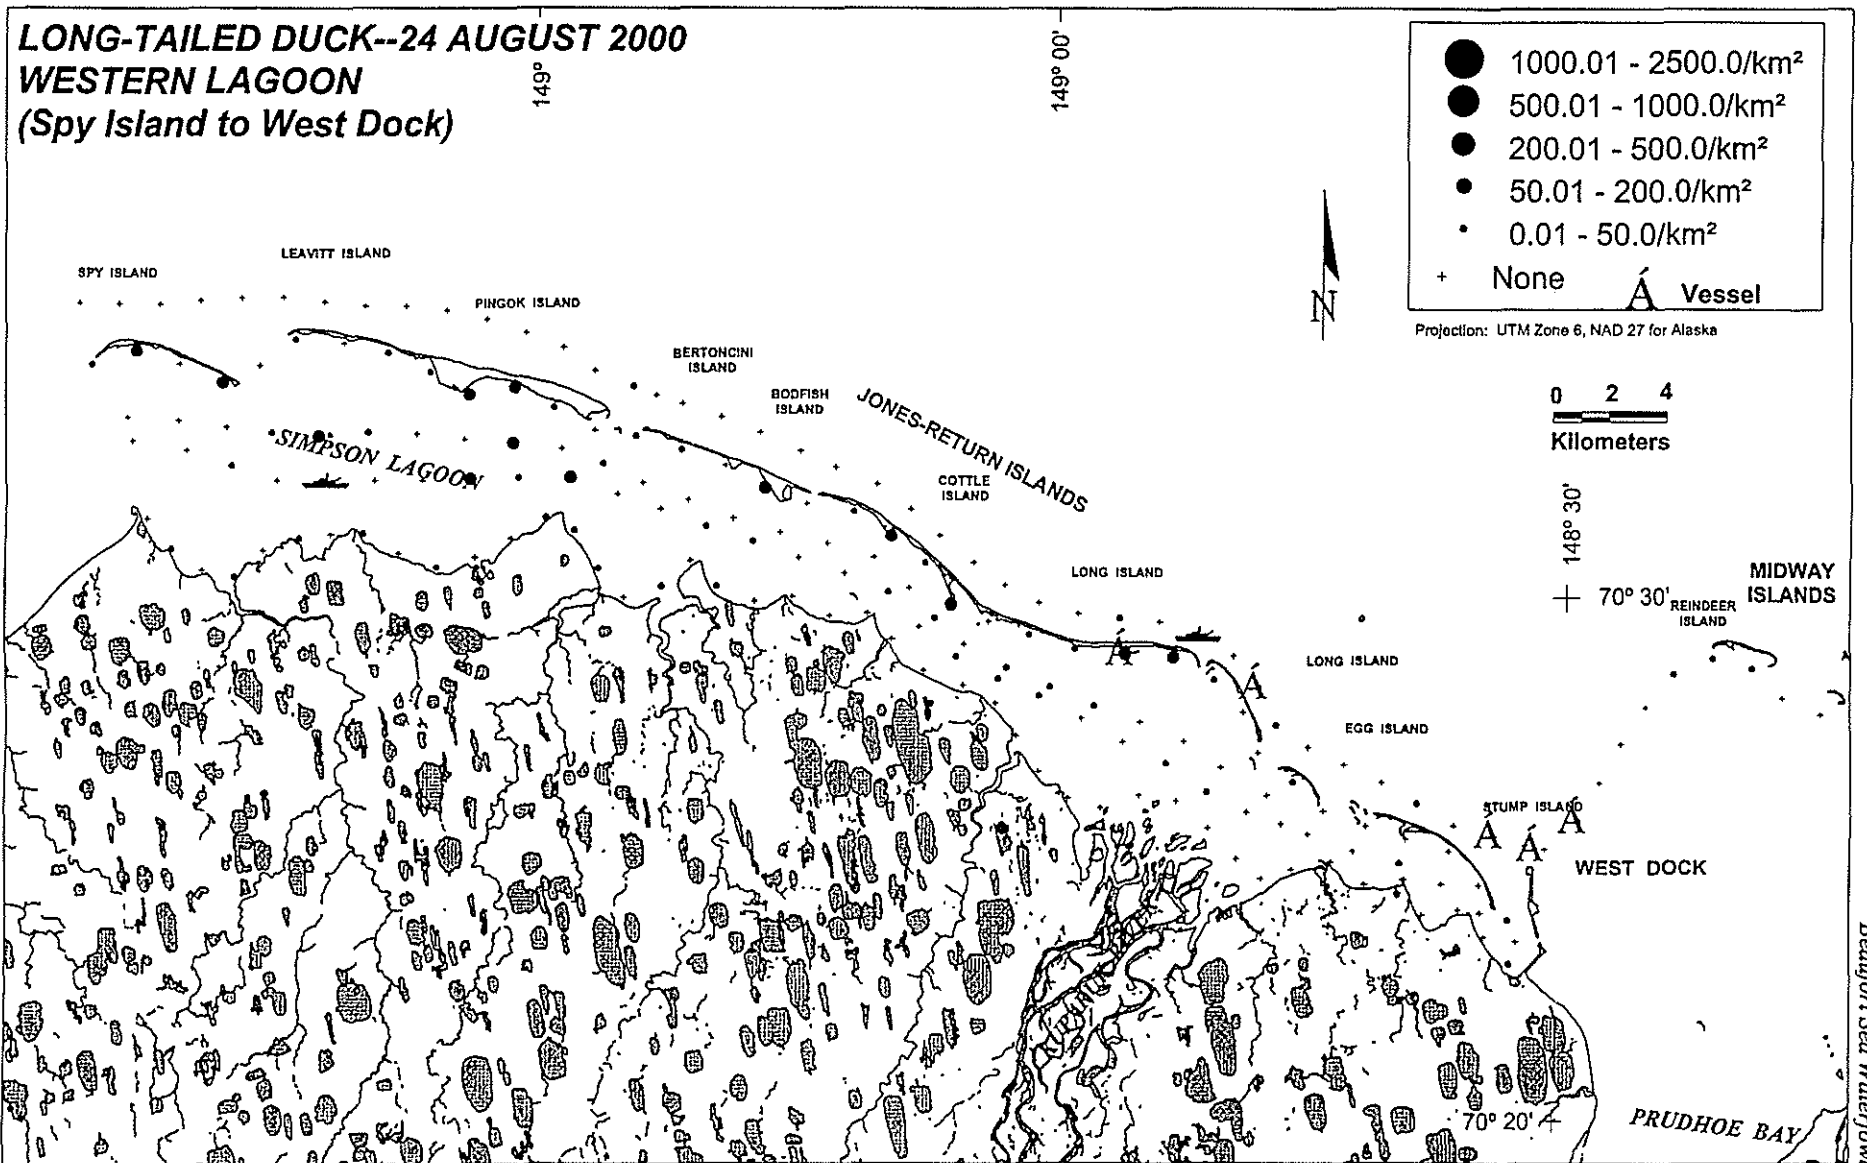 LONG-TAILED DUCK--24 AUGUST 2000
WESTERN LAGOON
(Spy Island to West Dock)
149°
149° 00'
1000.01 - 2500.0/km²
500.01 - 1000.0/km²
200.01 - 500.0/km²
50.01 - 200.0/km²
0.01 - 50.0/km²
+ None
Á Vessel
Projection: UTM Zone 6, NAD 27 for Alaska
N
0 2 4
Kilometers
SPY ISLAND
LEAVITT ISLAND
PINGOK ISLAND
BERTONCINI
ISLAND
BODFISH
ISLAND
JONES-RETURN ISLANDS
SIMPSON LAGOON
COTTLE
ISLAND
148° 30'
LONG ISLAND
70° 30'
MIDWAY
ISLANDS
REINDEER
ISLAND
Á
LONG ISLAND
Á
EGG ISLAND
STUMP ISLAND
Á Á Á
WEST DOCK
70° 20'
PRUDHOE BAY
Beaufort Sea